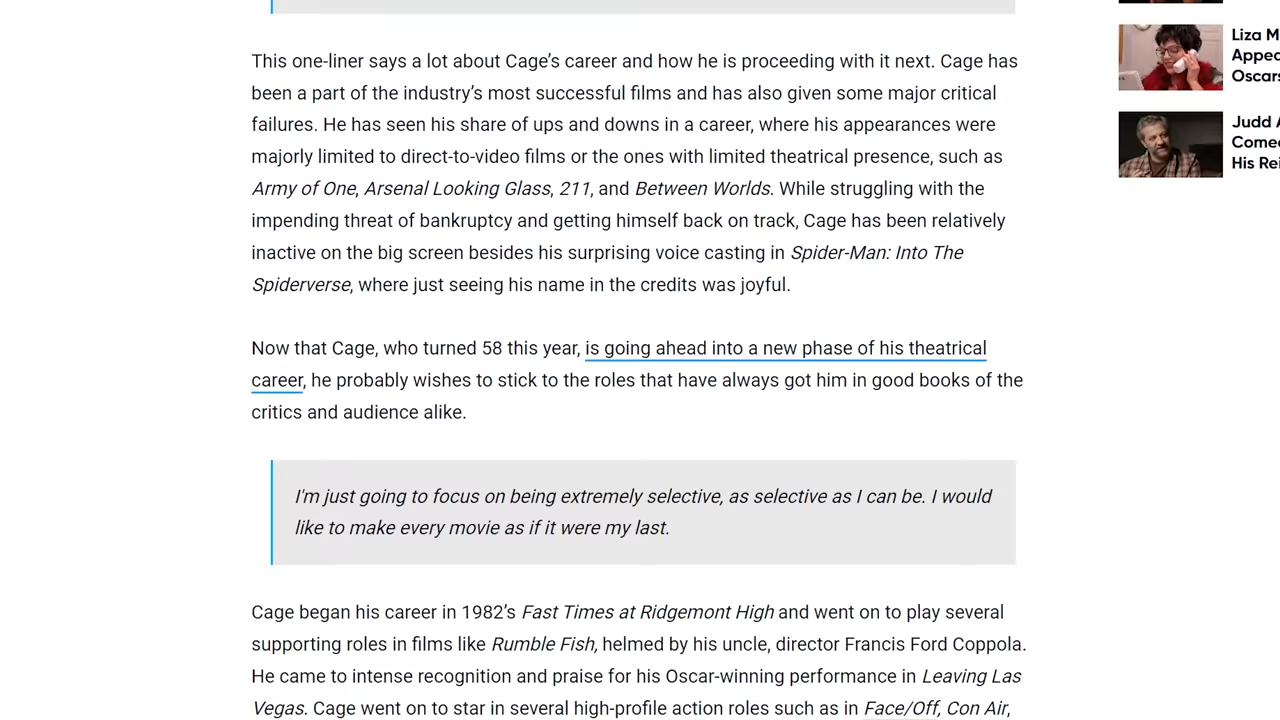 This one-liner says a lot about Cage’s career and how he is proceeding with it next. Cage has
been a part of the industry’s most successful films and has also given some major critical
failures. He has seen his share of ups and downs in a career, where his appearances were
majorly limited to direct-to-video films or the ones with limited theatrical presence, such as
Army of One, Arsenal Looking Glass, 211, and Between Worlds. While struggling with the
impending threat of bankruptcy and getting himself back on track, Cage has been relatively
inactive on the big screen besides his surprising voice casting in Spider-Man: Into The
Spiderverse, where just seeing his name in the credits was joyful.
Now that Cage, who turned 58 this year, is going ahead into a new phase of his theatrical
career, he probably wishes to stick to the roles that have always got him in good books of the
critics and audience alike.
I'm just going to focus on being extremely selective, as selective as I can be. I would
like to make every movie as if it were my last.
Cage began his career in 1982’s Fast Times at Ridgemont High and went on to play several
supporting roles in films like Rumble Fish, helmed by his uncle, director Francis Ford Coppola.
He came to intense recognition and praise for his Oscar-winning performance in Leaving Las
Vegas. Cage went on to star in several high-profile action roles such as in Face/Off, Con Air,
Liza M
Appea
Oscars
Judd A
Come
His Rei